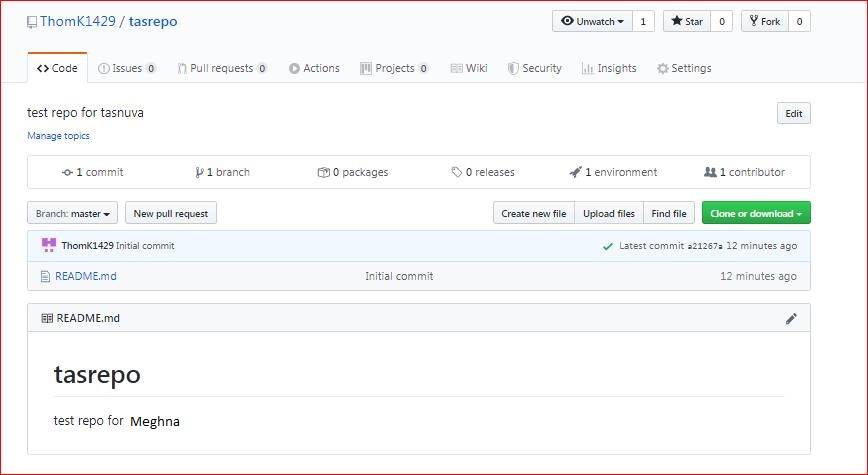 ThomK1429 / tasrepo Unwatch 1 Star 0 Fork 0
Code Issues 0 Pull requests 0 Actions Projects 0 Wiki Security Insights Settings
test repo for tasnuva Edit
Manage topics
1 commit 1 branch 0 packages 0 releases 1 environment 1 contributor
Branch: master New pull request Create new file Upload files Find file Clone or download
ThomK1429 Initial commit Latest commit a21267a 12 minutes ago
README.md Initial commit 12 minutes ago
README.md
tasrepo
test repo for Meghna